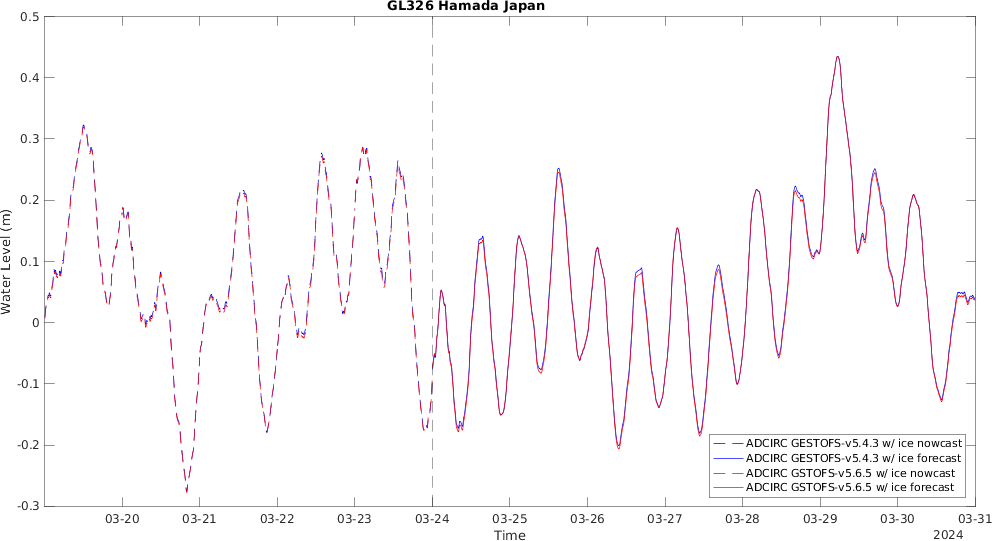 GL326 Hamada Japan
0.5
0.4
0.3
0.2
0.1
0
-0.1
-0.2
-0.3
Water Level (m)
ADCIRC GESTOFS-v5.4.3 w/ ice nowcast
ADCIRC GESTOFS-v5.4.3 w/ ice forecast
ADCIRC GSTOFS-v5.6.5 w/ ice nowcast
ADCIRC GSTOFS-v5.6.5 w/ ice forecast
03-20 03-21 03-22 03-23 03-24 03-25 03-26 03-27 03-28 03-29 03-30 03-31
Time
2024